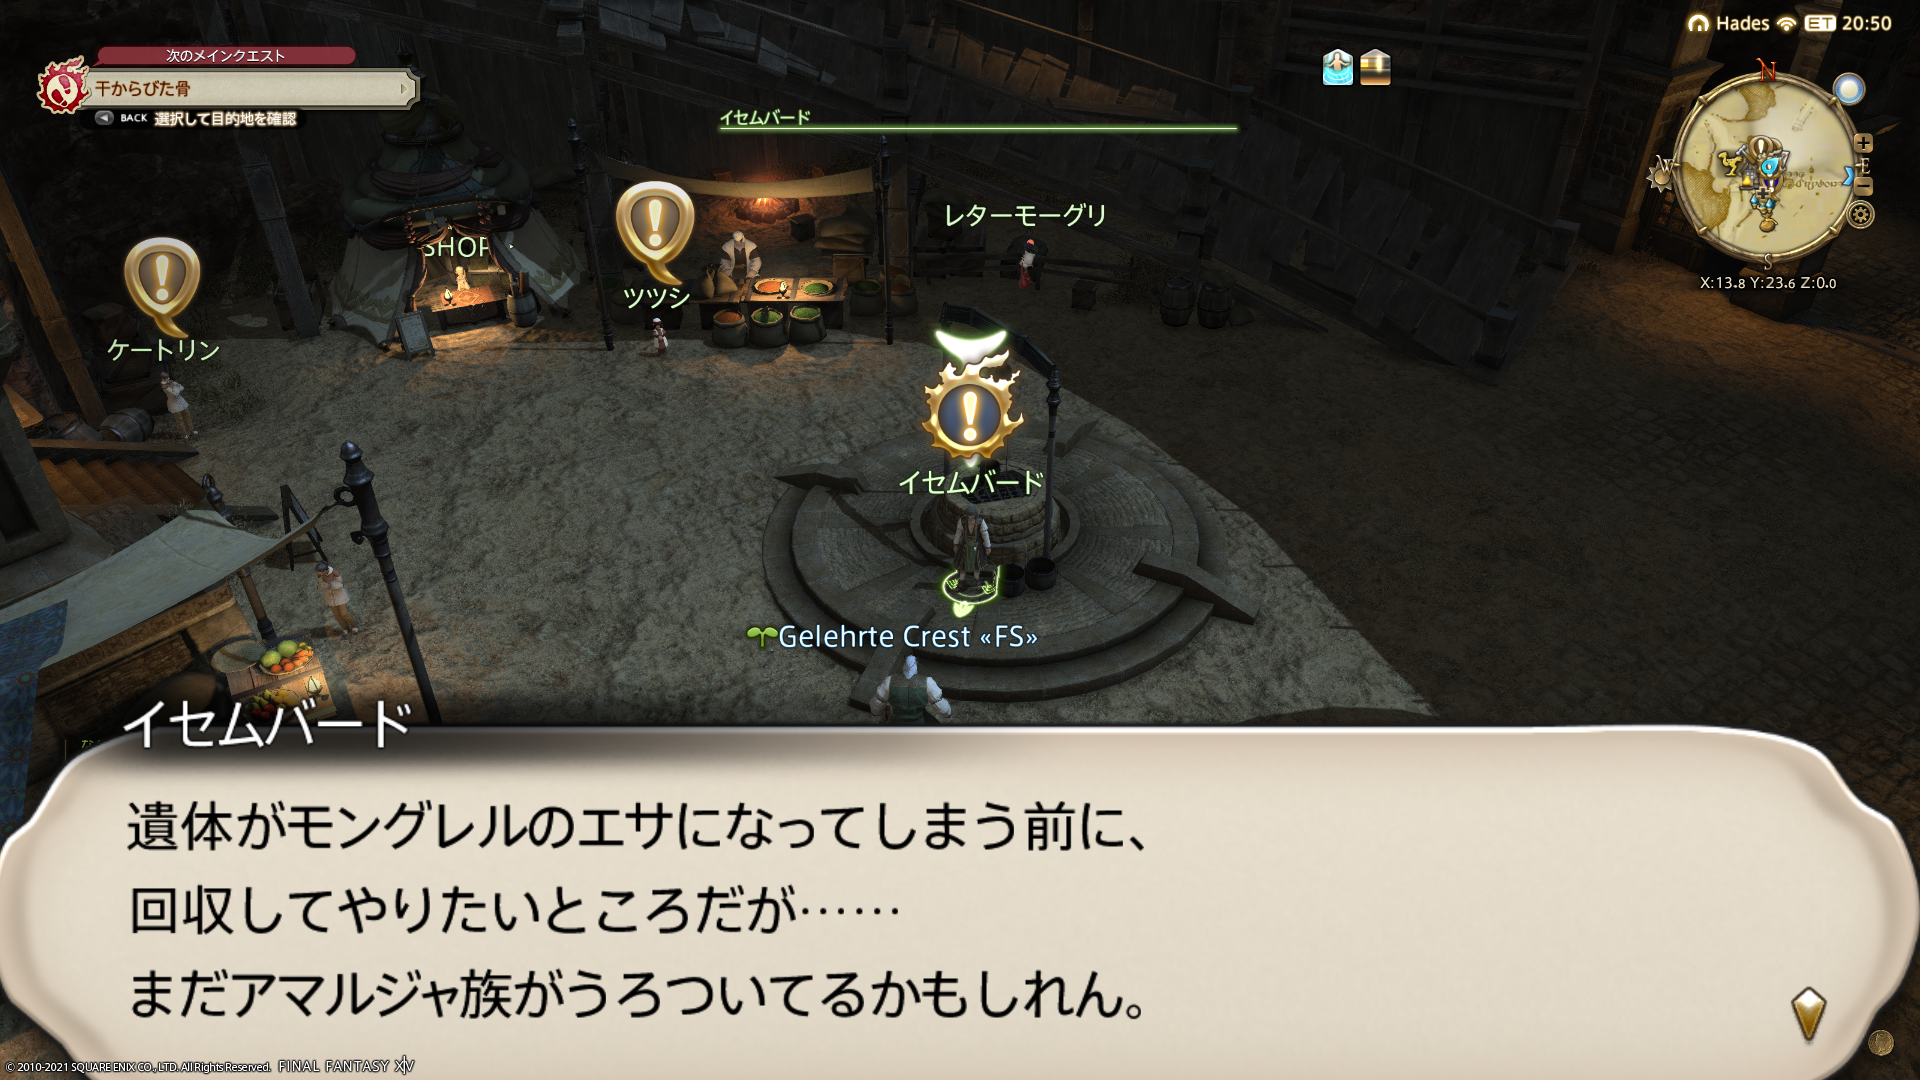 Hades ET 20:50
次のメインクエスト
干からびた骨
BACK 選択して目的地を確認
イセムバード
N
W
E
S
X:13.8 Y:23.6 Z:0.0
SHOP
レターモーグリ
ツツシ
ケートリン
イセムバード
Gelehrte Crest «FS»
イセムバード
遺体がモングレルのエサになってしまう前に、
回収してやりたいところだが……
まだアマルジャ族がうろついてるかもしれん。
© 2010-2021 SQUARE ENIX CO., LTD. All Rights Reserved. FINAL FANTASY XIV